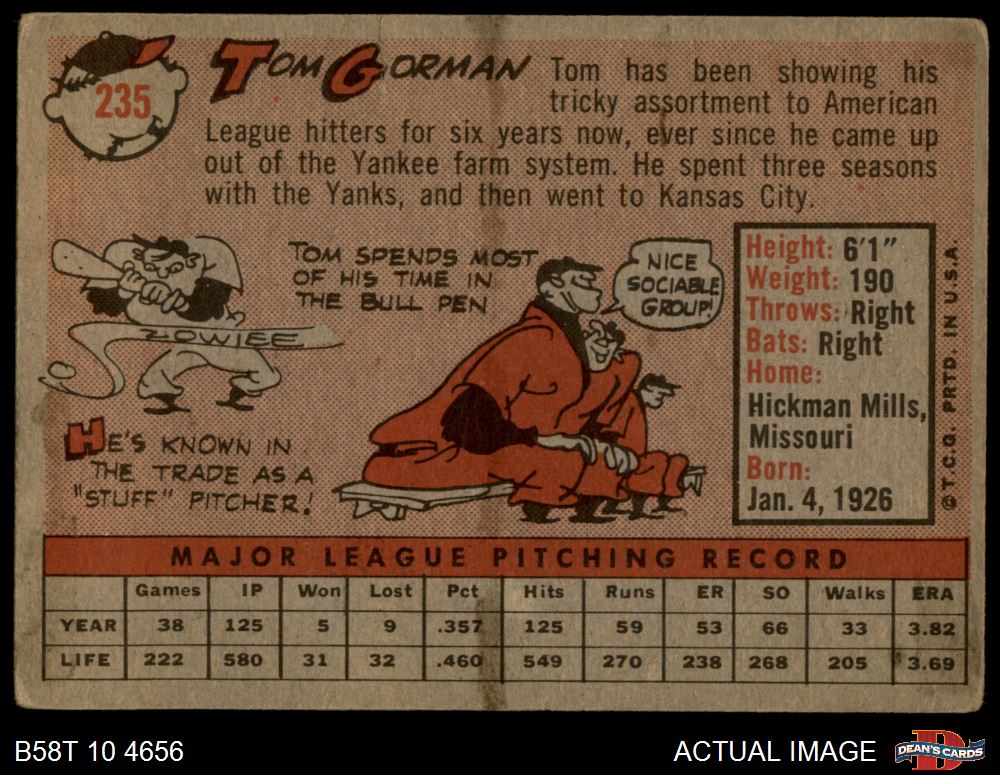 235
TOM GORMAN
Tom has been showing his
tricky assortment to American
League hitters for six years now, ever since he came up
out of the Yankee farm system. He spent three seasons
with the Yanks, and then went to Kansas City.
ZOWIEE
HE'S KNOWN IN
THE TRADE AS A
"STUFF" PITCHER!
TOM SPENDS MOST
OF HIS TIME IN
THE BULL PEN
NICE
SOCIABLE
GROUP!
Height: 6'1"
Weight: 190
Throws: Right
Bats: Right
Home:
Hickman Mills,
Missouri
Born:
Jan. 4, 1926
© T.C.G. PRTD. IN U.S.A.
MAJOR LEAGUE PITCHING RECORD
Games IP Won Lost Pct Hits Runs ER SO Walks ERA
YEAR 38 125 5 9 .357 125 59 53 66 33 3.82
LIFE 222 580 31 32 .460 549 270 238 268 205 3.69
B58T 10 4656
ACTUAL IMAGE
D
DEAN'S CARDS